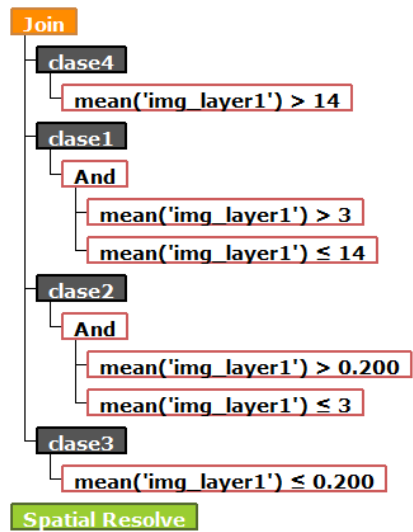 Join
clase4
mean('img_layer1') > 14
clase1
And
mean('img_layer1') > 3
mean('img_layer1') ≤ 14
clase2
And
mean('img_layer1') > 0.200
mean('img_layer1') ≤ 3
clase3
mean('img_layer1') ≤ 0.200
Spatial Resolve